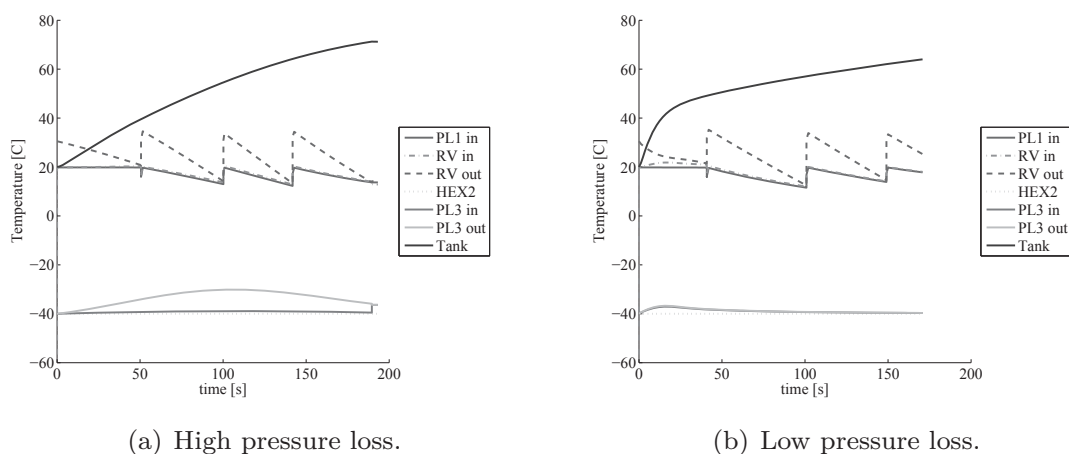 80
60
40
20
0
−20
−40
−60
Temperature [C]
0
50
100
150
200
time [s]
PL1 in
RV in
RV out
HEX2
PL3 in
PL3 out
Tank
(a) High pressure loss.
80
60
40
20
0
−20
−40
−60
Temperature [C]
0
50
100
150
200
time [s]
PL1 in
RV in
RV out
HEX2
PL3 in
PL3 out
Tank
(b) Low pressure loss.